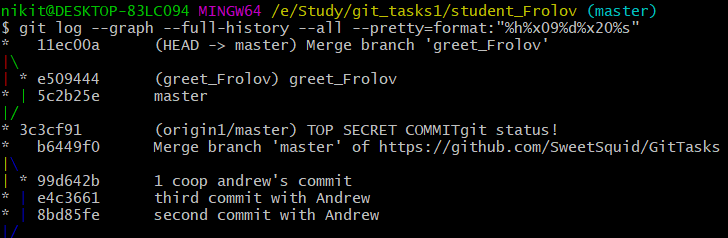 nikit@DESKTOP-83LC094 MINGW64 /e/Study/git_tasks1/student_Frolov (master)
$ git log --graph --full-history --all --pretty=format:"%h%x09%d%x20%s"
*   11ec00a       (HEAD -> master) Merge branch 'greet_Frolov'
|\
| * e509444       (greet_Frolov) greet_Frolov
* | 5c2b25e       master
|/
* 3c3cf91         (origin1/master) TOP SECRET COMMITgit status!
*   b6449f0       Merge branch 'master' of https://github.com/SweetSquid/GitTasks
|\
| * 99d642b       1 coop andrew's commit
* | e4c3661       third commit with Andrew
* | 8bd85fe       second commit with Andrew
|/